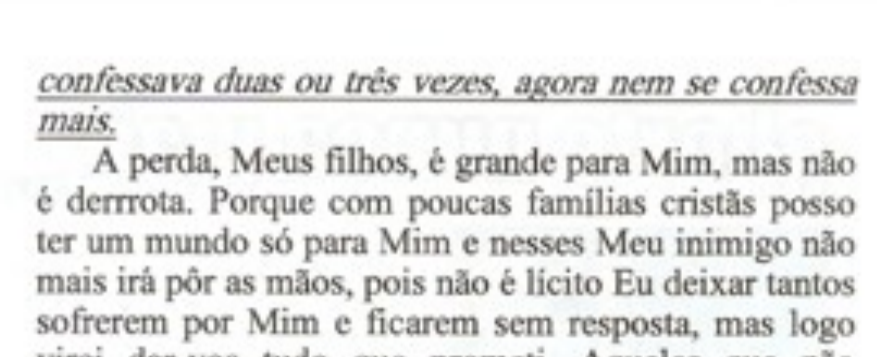 confessava duas ou três vezes, agora nem se confessa
mais.
A perda, Meus filhos, é grande para Mim, mas não
é derrrota. Porque com poucas famílias cristãs posso
ter um mundo só para Mim e nesses Meu inimigo não
mais irá pôr as mãos, pois não é lícito Eu deixar tantos
sofrerem por Mim e ficarem sem resposta, mas logo